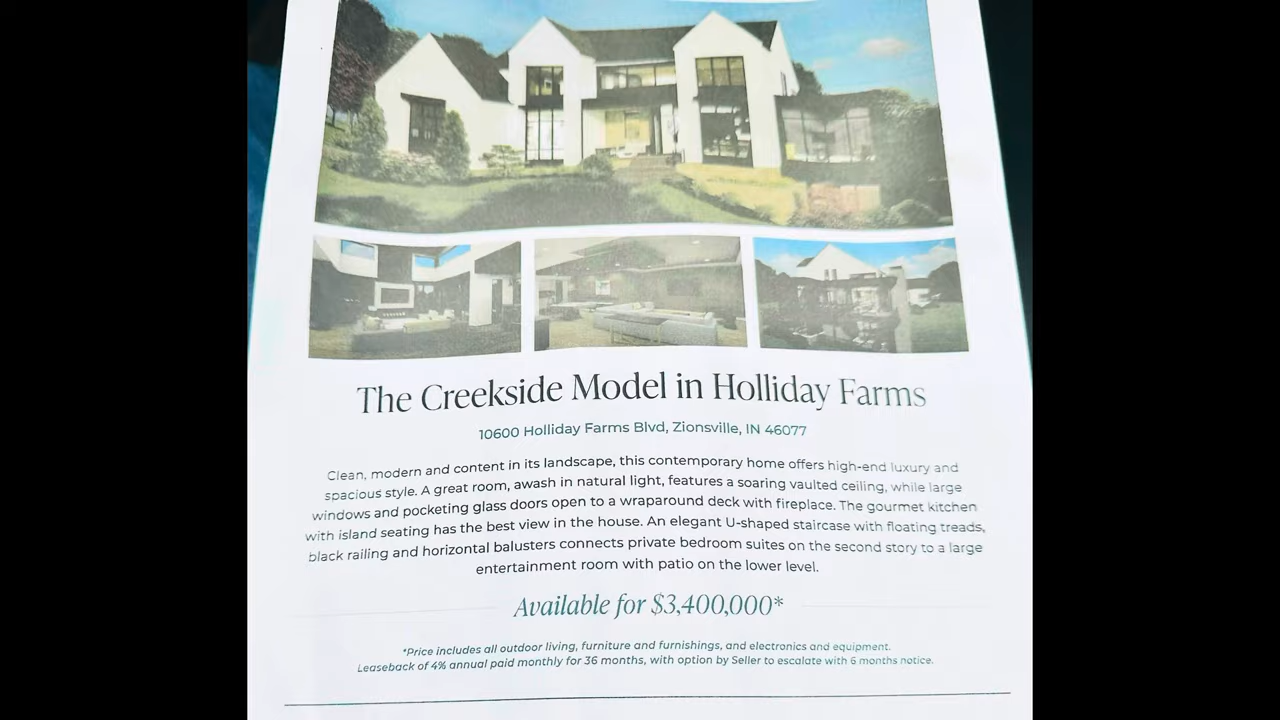 The Creekside Model in Holliday Farms
10600 Holliday Farms Blvd, Zionsville, IN 46077
Clean, modern and content in its landscape, this contemporary home offers high-end luxury and
spacious style. A great room, awash in natural light, features a soaring vaulted ceiling, while large
windows and pocketing glass doors open to a wraparound deck with fireplace. The gourmet kitchen
with island seating has the best view in the house. An elegant U-shaped staircase with floating treads,
black railing and horizontal balusters connects private bedroom suites on the second story to a large
entertainment room with patio on the lower level.
Available for $3,400,000*
*Price includes all outdoor living, furniture and furnishings, and electronics and equipment.
Leaseback of 4% annual paid monthly for 36 months, with option by Seller to escalate with 6 months notice.